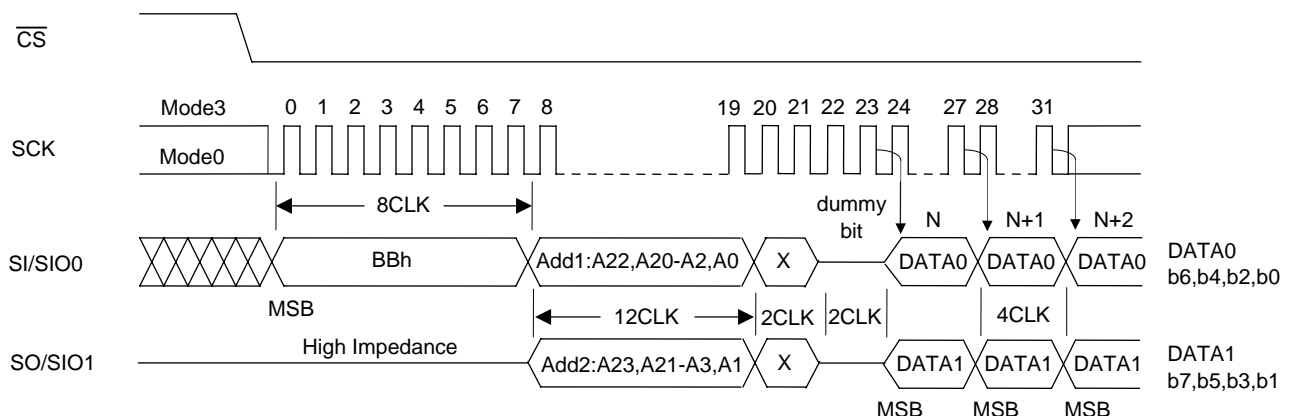 CS
Mode3 0 1 2 3 4 5 6 7 8 19 20 21 22 23 24 27 28 31
SCK
Mode0
8CLK dummy bit N N+1 N+2
SI/SIO0 BBh Add1:A22,A20-A2,A0 X DATA0 DATA0 DATA0 DATA0
b6,b4,b2,b0
MSB 12CLK 2CLK 2CLK 4CLK
High Impedance
SO/SIO1 Add2:A23,A21-A3,A1 X DATA1 DATA1 DATA1 DATA1
b7,b5,b3,b1
MSB MSB MSB